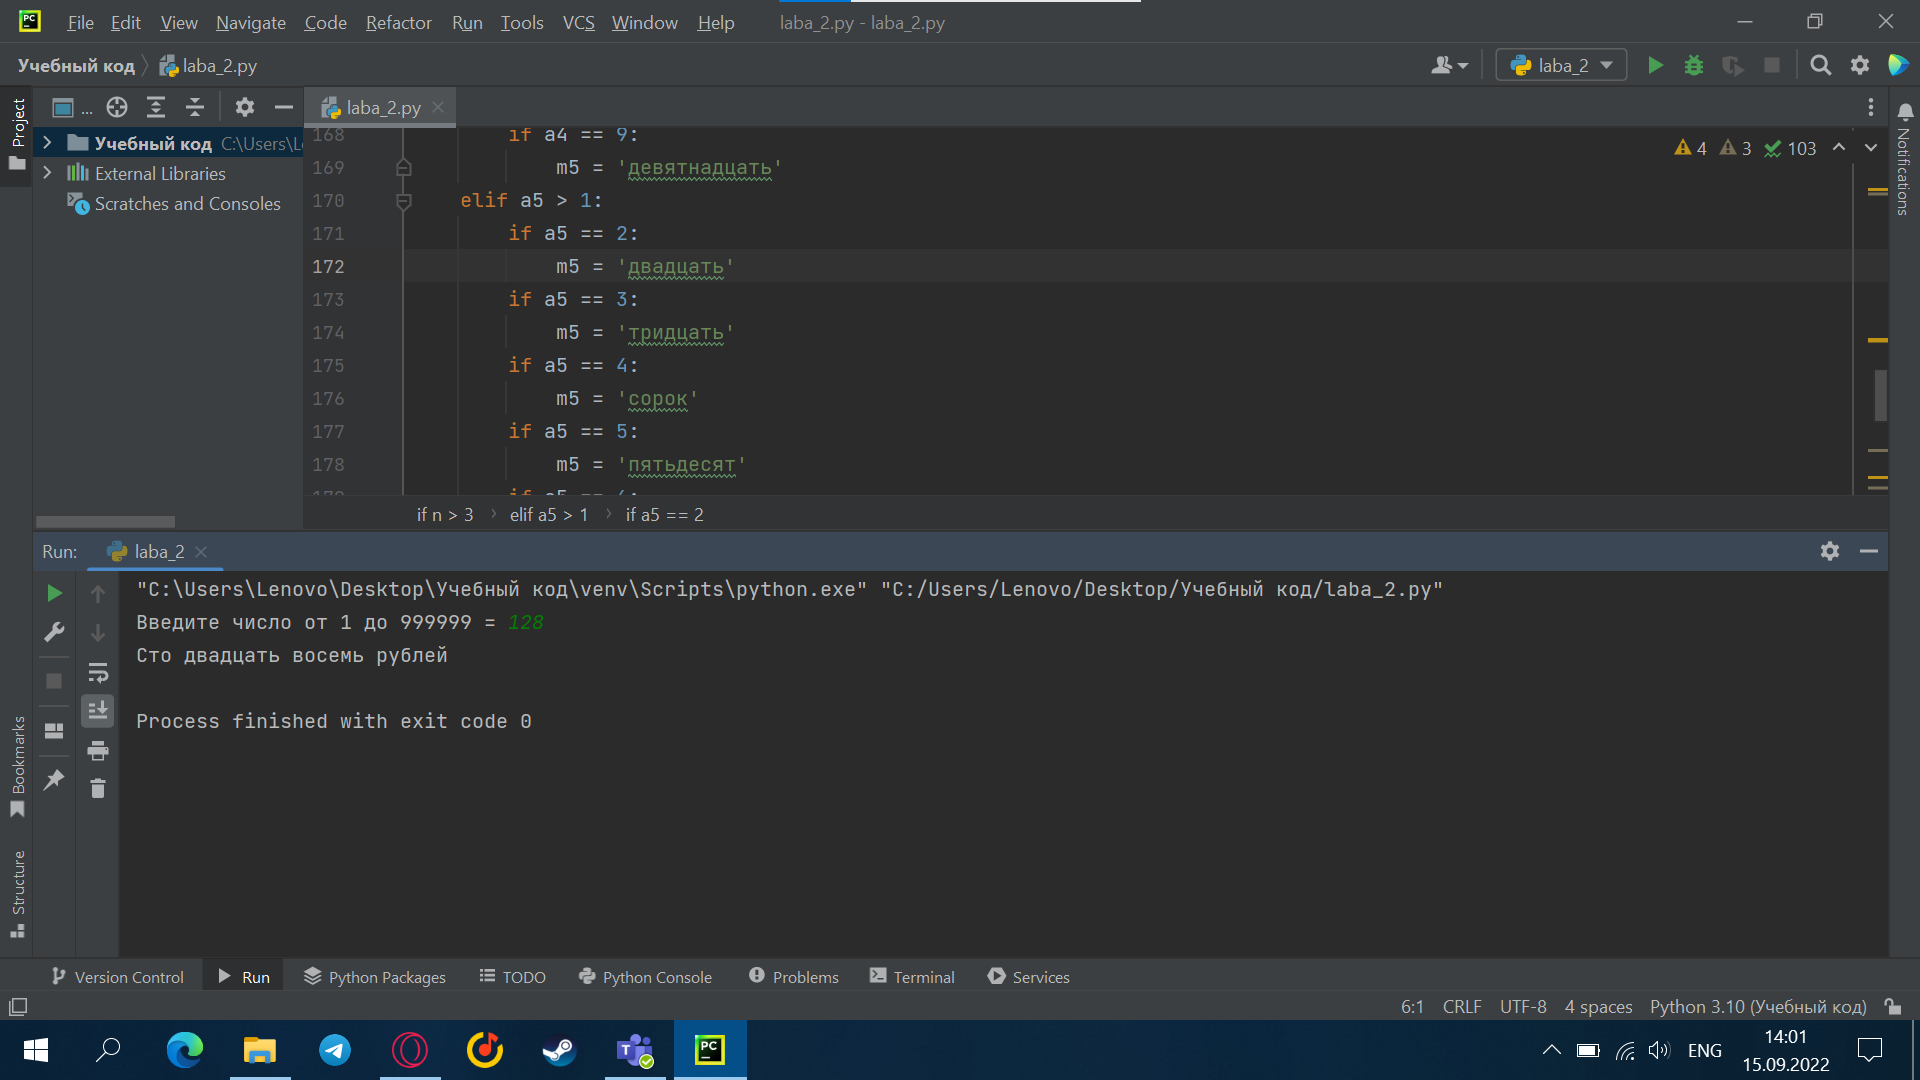 File Edit View Navigate Code Refactor Run Tools VCS Window Help laba_2.py - laba_2.py
Учебный код laba_2.py laba_2
Project
... laba_2.py
Учебный код C:\Users\L
External Libraries
Scratches and Consoles
4 3 103
Notifications
168 if a4 == 9:
169 m5 = 'девятнадцать'
170 elif a5 > 1:
171 if a5 == 2:
172 m5 = 'двадцать'
173 if a5 == 3:
174 m5 = 'тридцать'
175 if a5 == 4:
176 m5 = 'сорок'
177 if a5 == 5:
178 m5 = 'пятьдесят'
if n > 3 elif a5 > 1 if a5 == 2
Run: laba_2
"C:\Users\Lenovo\Desktop\Учебный код\venv\Scripts\python.exe" "C:/Users/Lenovo/Desktop/Учебный код/laba_2.py"
Введите число от 1 до 999999 = 128
Сто двадцать восемь рублей
Process finished with exit code 0
Bookmarks
Structure
Version Control Run Python Packages TODO Python Console Problems Terminal Services
6:1 CRLF UTF-8 4 spaces Python 3.10 (Учебный код)
ENG 14:01
15.09.2022